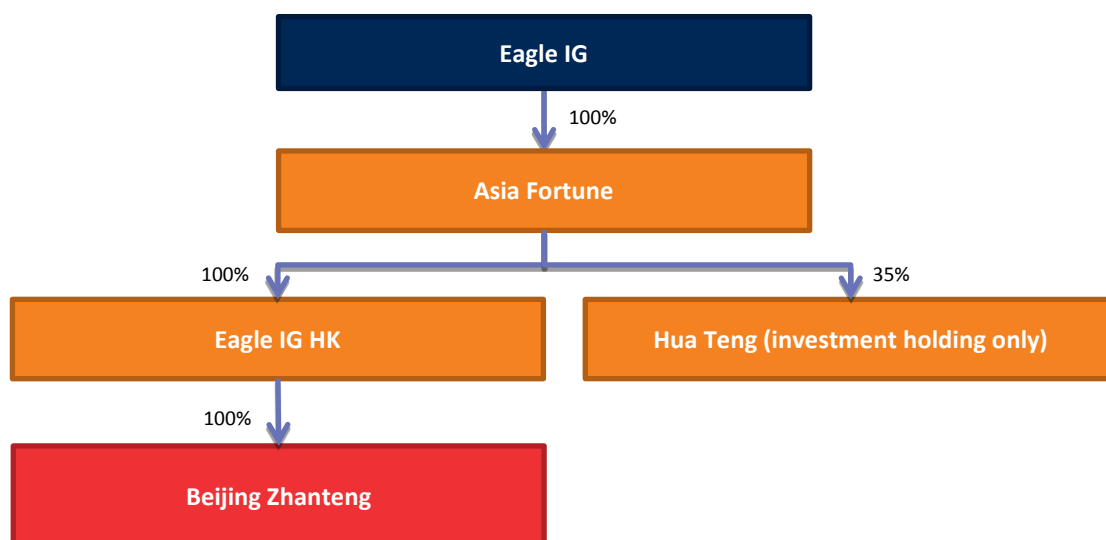 Eagle IG
100%
Asia Fortune
100%
35%
Eagle IG HK
Hua Teng (investment holding only)
100%
Beijing Zhanteng